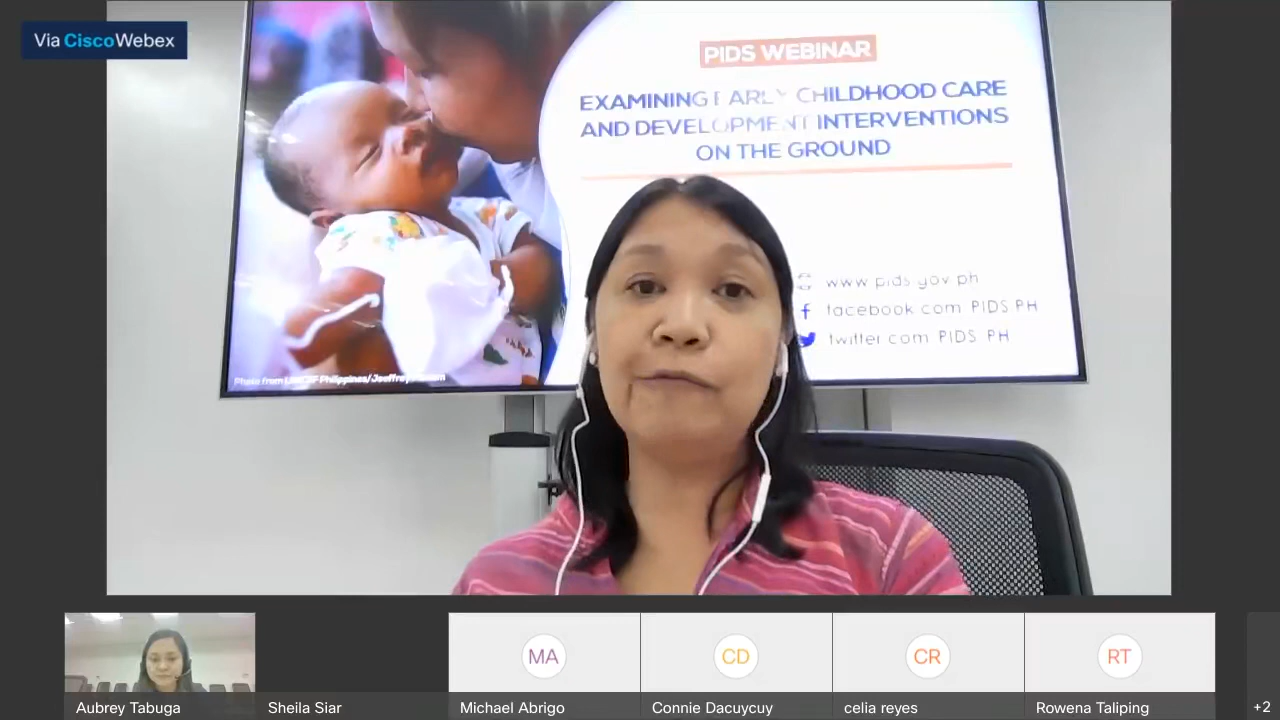 Via CiscoWebex
PIDS WEBINAR
EXAMINING EARLY CHILDHOOD CARE
AND DEVELOPMENT INTERVENTIONS
ON THE GROUND
www.pids.gov.ph
facebook.com PIDS PH
twitter.com PIDS PH
Photo from UNICEF Philippines/
MA
CD
CR
RT
Aubrey Tabuga
Sheila Siar
Michael Abrigo
Connie Dacuycuy
celia reyes
Rowena Taliping
+2